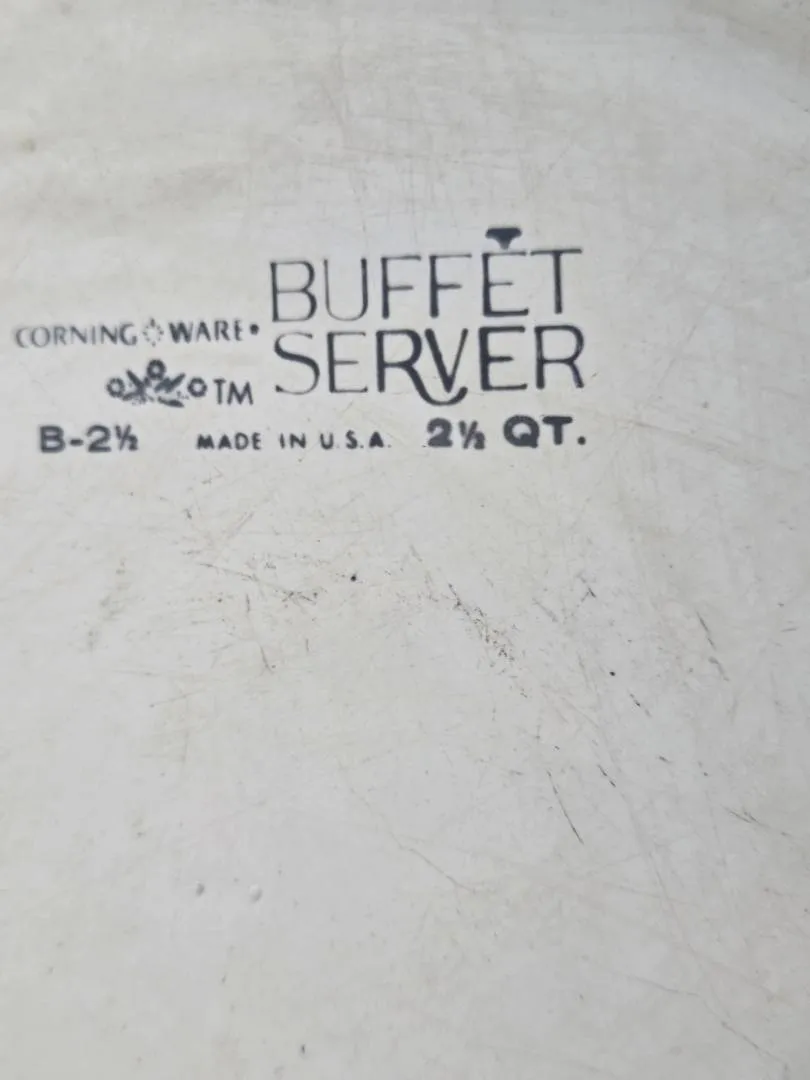 BUFFET
SERVER
CORNING WARE®
TM
B-2½ MADE IN U.S.A. 2½ QT.